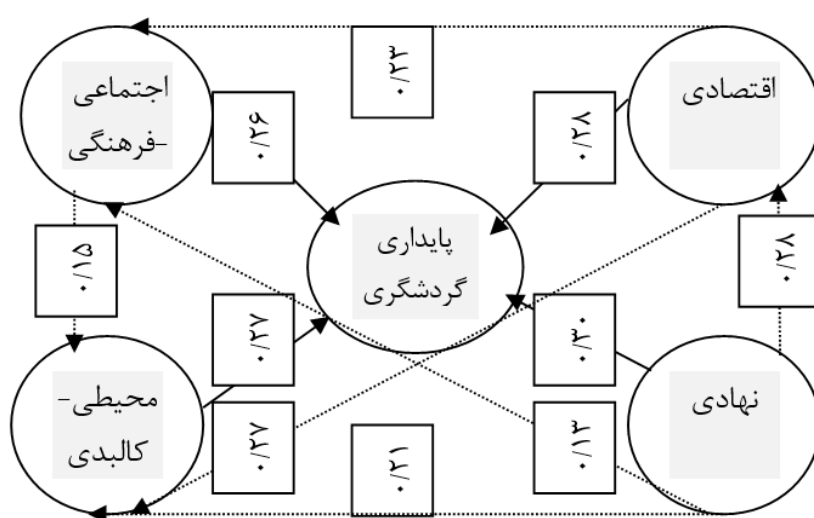 ۰/۲۳
اقتصادی
اجتماعی
-فرهنگی
۰/۲۸
۰/۲۶
پایداری
گردشگری
۰/۲۸
۰/۱۵
۰/۳۰
۰/۲۷
نهادی
محیطی-
کالبدی
۰/۱۳
۰/۲۷
۰/۲۱